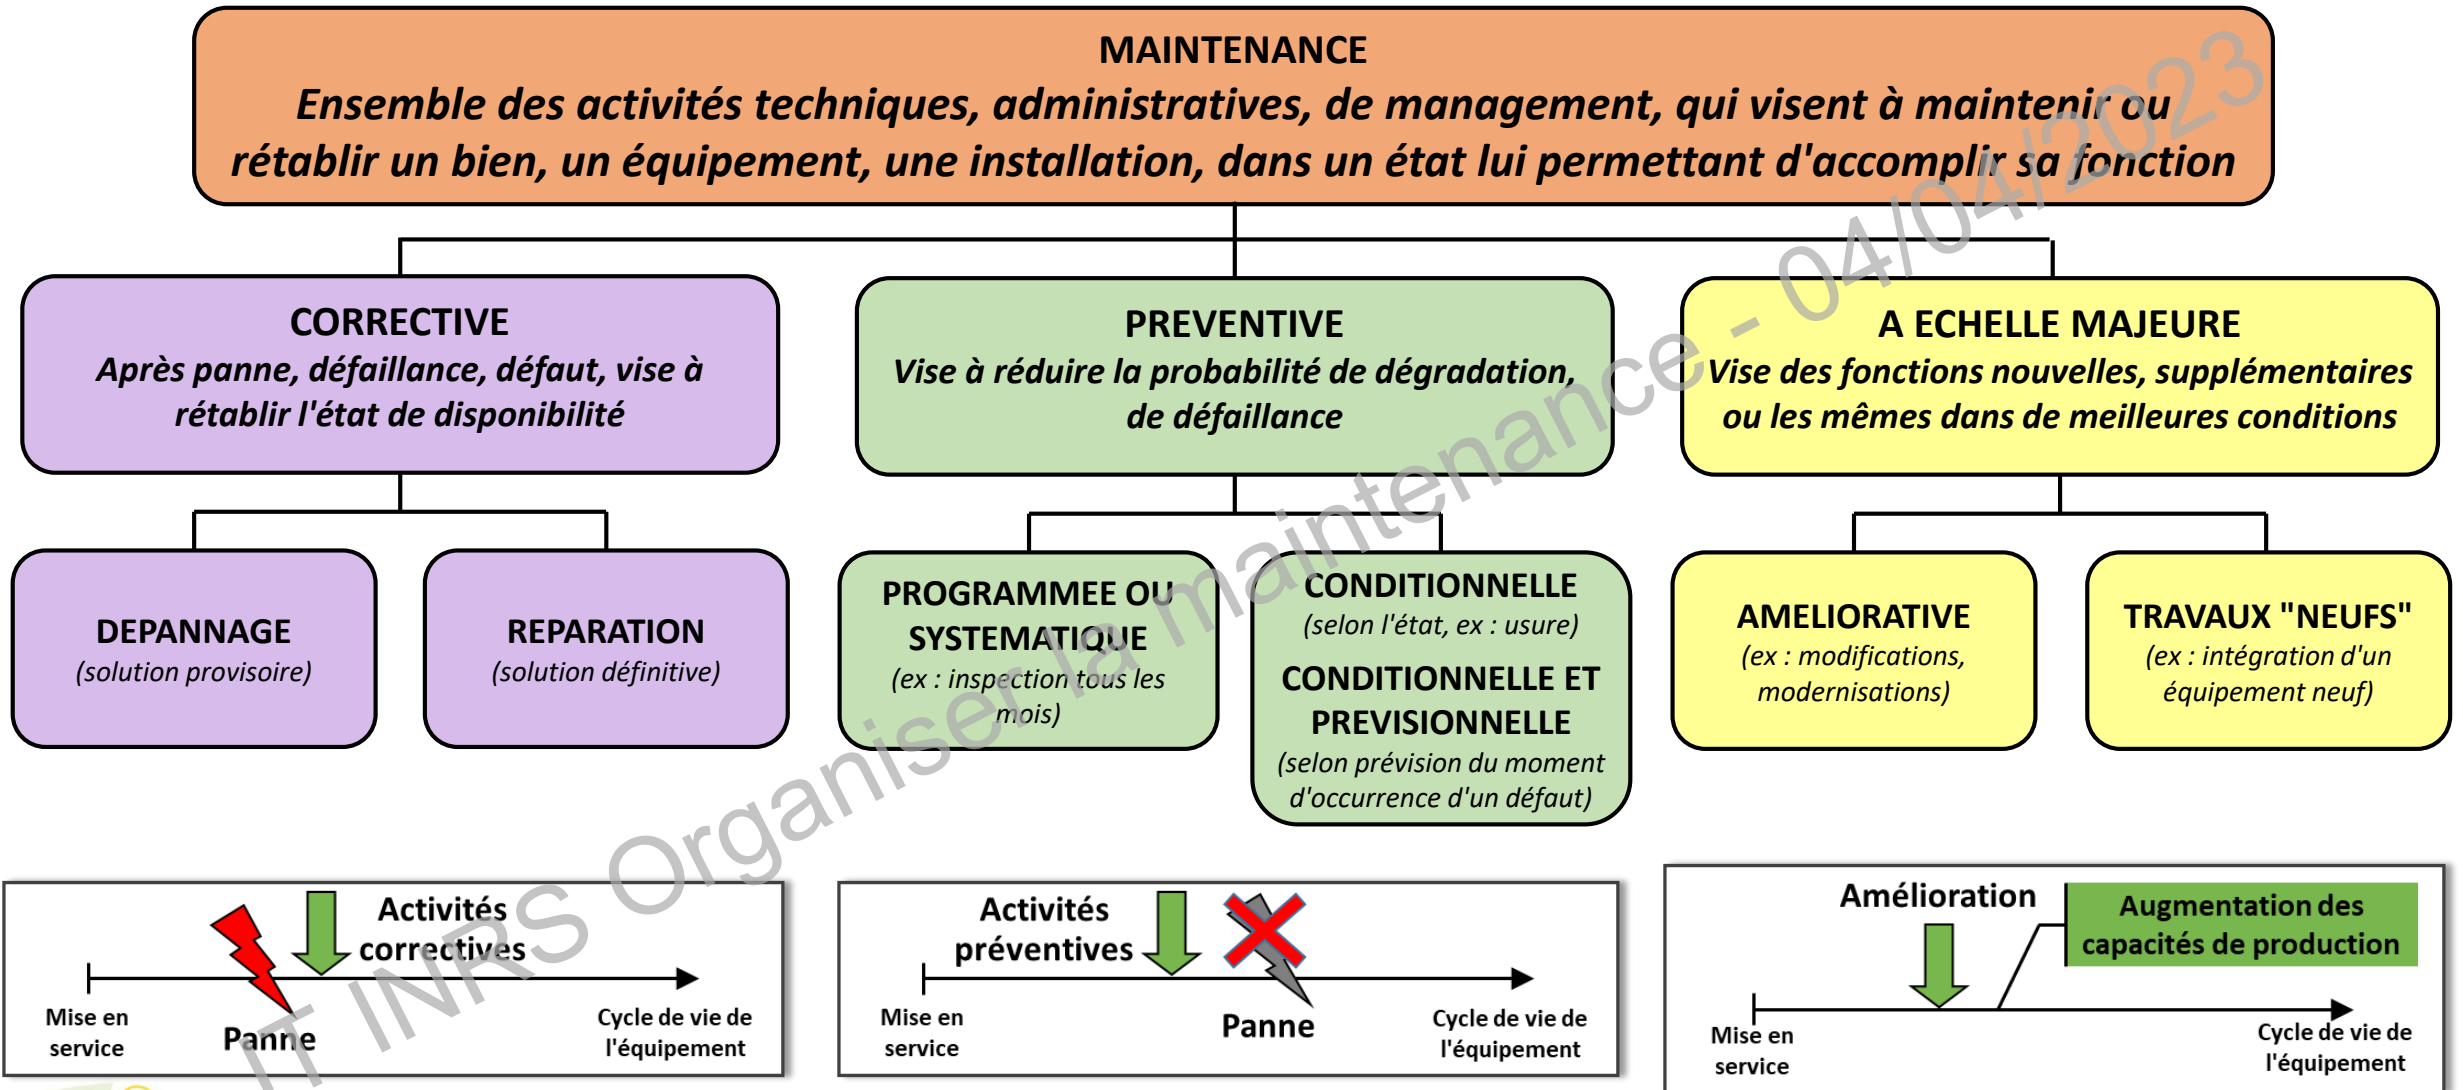 MAINTENANCE
Ensemble des activités techniques, administratives, de management, qui visent à maintenir ou
rétablir un bien, un équipement, une installation, dans un état lui permettant d'accomplir sa fonction
CORRECTIVE
Après panne, défaillance, défaut, vise à
rétablir l'état de disponibilité
PREVENTIVE
Vise à réduire la probabilité de dégradation,
de défaillance
A ECHELLE MAJEURE
Vise des fonctions nouvelles, supplémentaires
ou les mêmes dans de meilleures conditions
DEPANNAGE
(solution provisoire)
REPARATION
(solution définitive)
PROGRAMMEE OU
SYSTEMATIQUE
(ex : inspection tous les
mois)
CONDITIONNELLE
(selon l'état, ex : usure)
CONDITIONNELLE ET
PREVISIONNELLE
(selon prévision du moment
d'occurrence d'un défaut)
AMELIORATIVE
(ex : modifications,
modernisations)
TRAVAUX "NEUFS"
(ex : intégration d'un
équipement neuf)
Activités
correctives
Mise en
service
Panne
Cycle de vie de
l'équipement
Activités
préventives
Mise en
service
Panne
Cycle de vie de
l'équipement
Amélioration
Augmentation des
capacités de production
Mise en
service
Cycle de vie de
l'équipement
IT INRS Organiser la maintenance - 04/04/2023